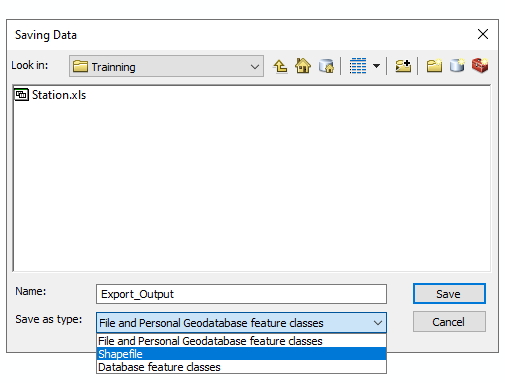 Saving Data
Look in: Trainning
Station.xls
Name: Export_Output Save
Save as type: File and Personal Geodatabase feature classes Cancel
File and Personal Geodatabase feature classes
Shapefile
Database feature classes